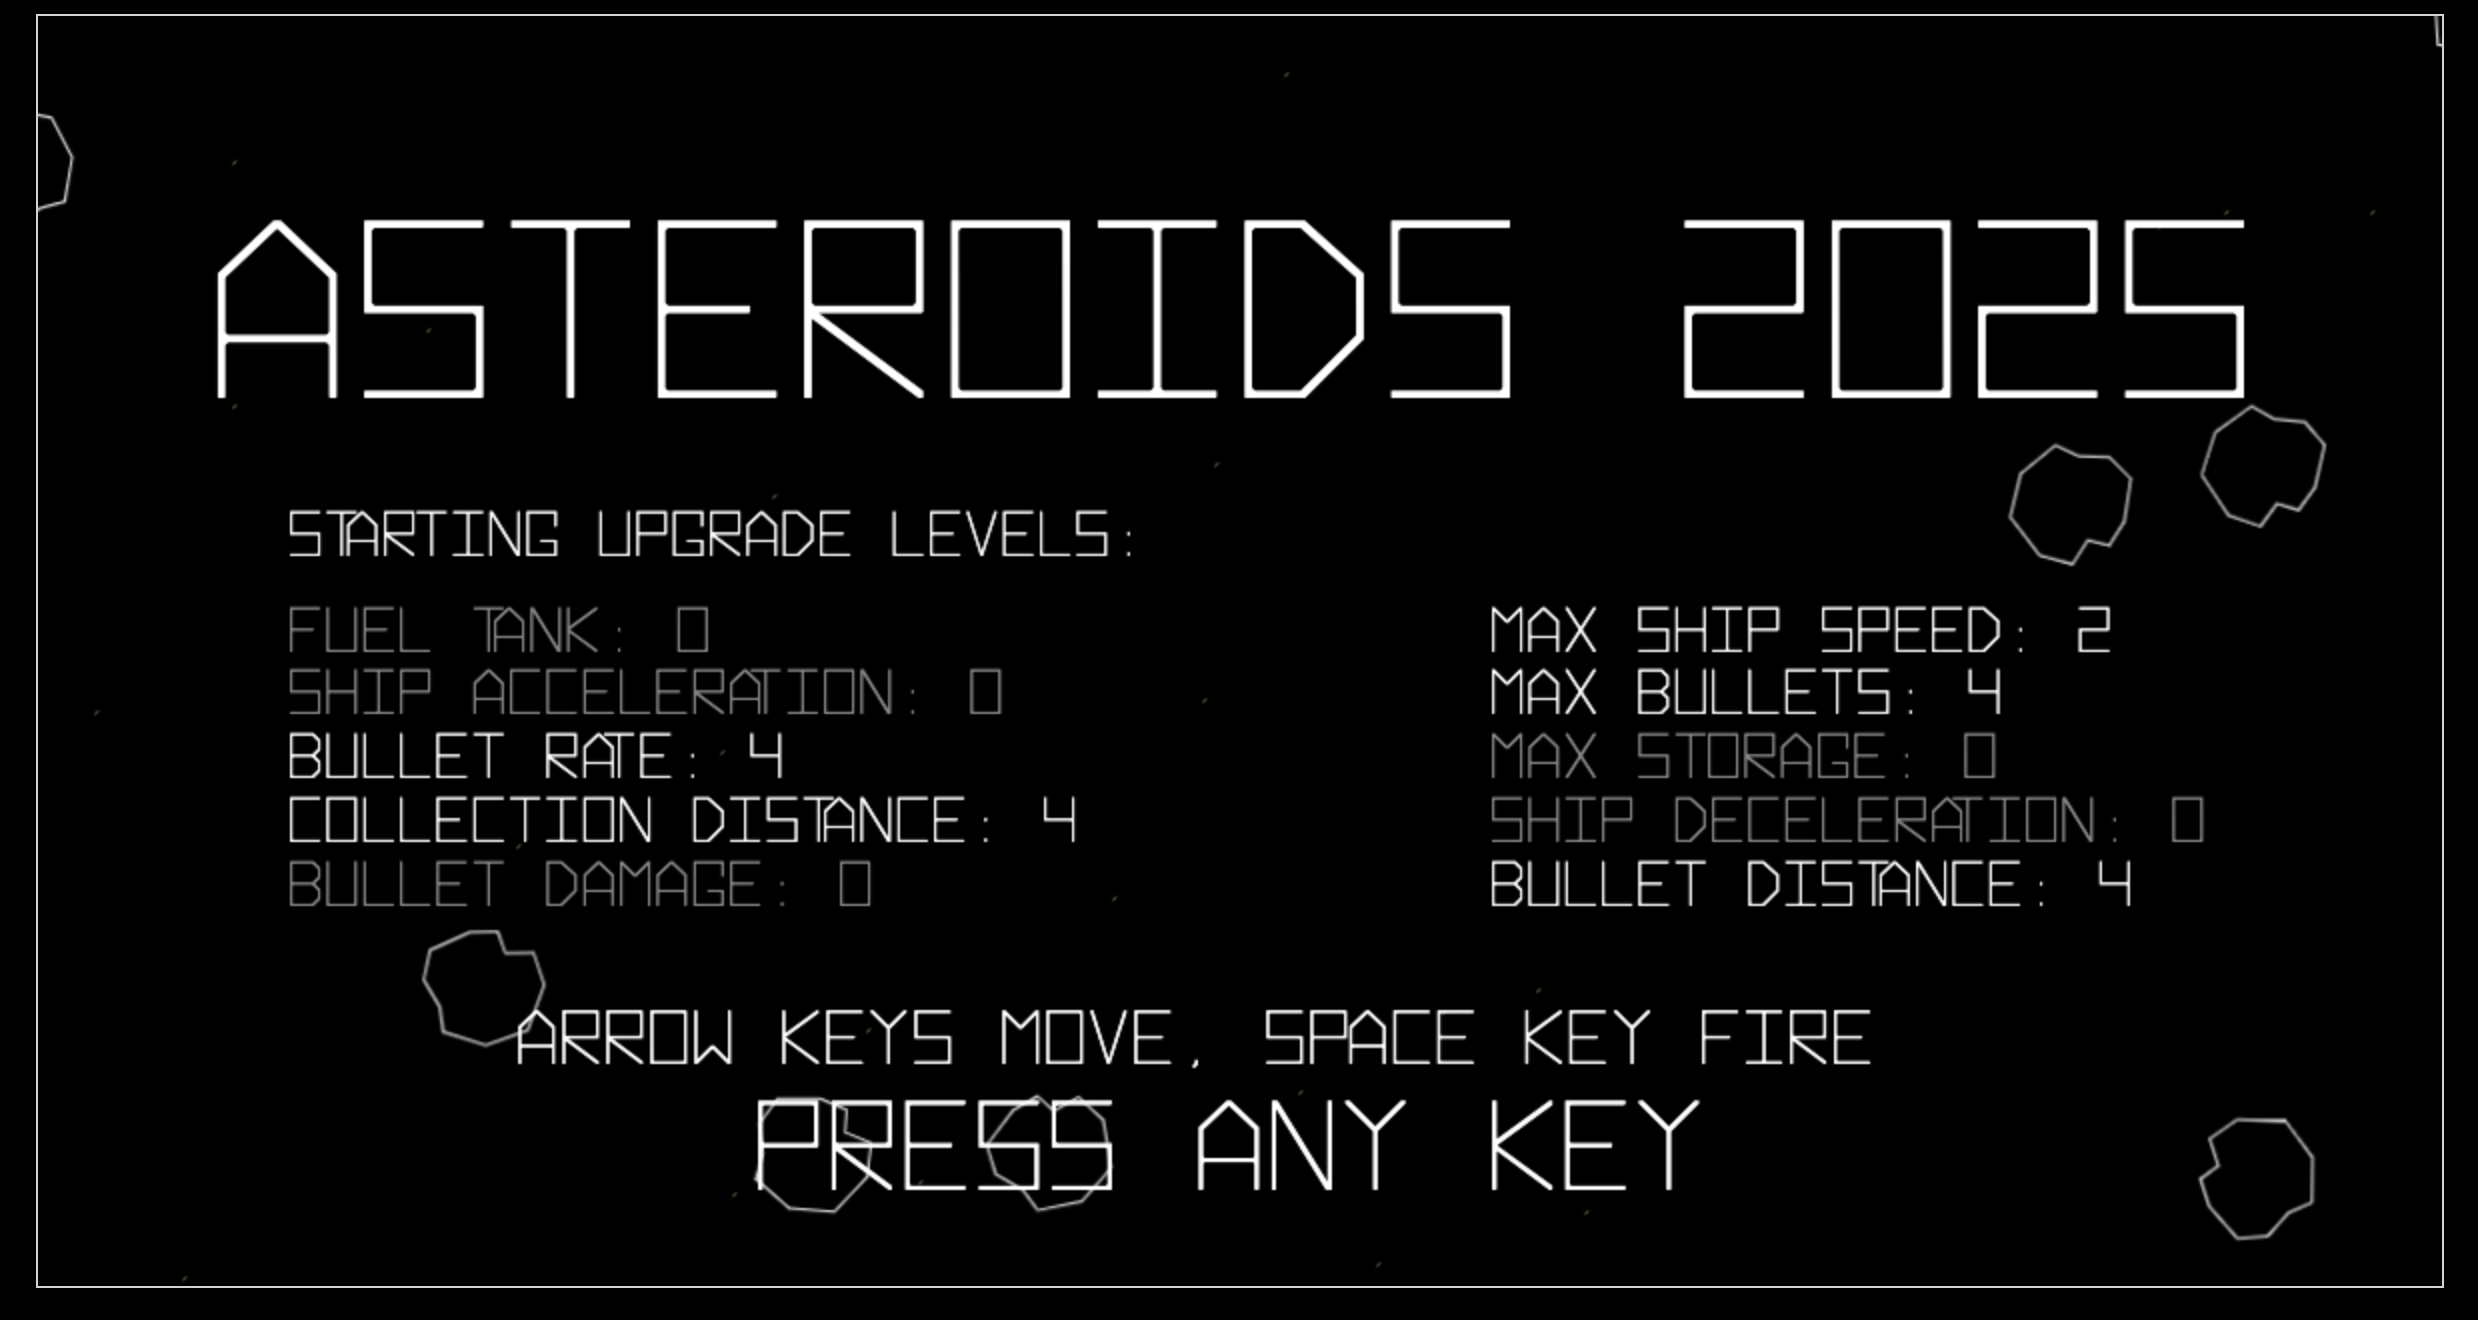 ASTEROIDS 2025
STARTING UPGRADE LEVELS:
FUEL TANK: 0
SHIP ACCELERATION: 0
BULLET RATE: 4
COLLECTION DISTANCE: 4
BULLET DAMAGE: 0
MAX SHIP SPEED: 2
MAX BULLETS: 4
MAX STORAGE: 0
SHIP DECELERATION: 0
BULLET DISTANCE: 4
ARROW KEYS MOVE, SPACE KEY FIRE
PRESS ANY KEY